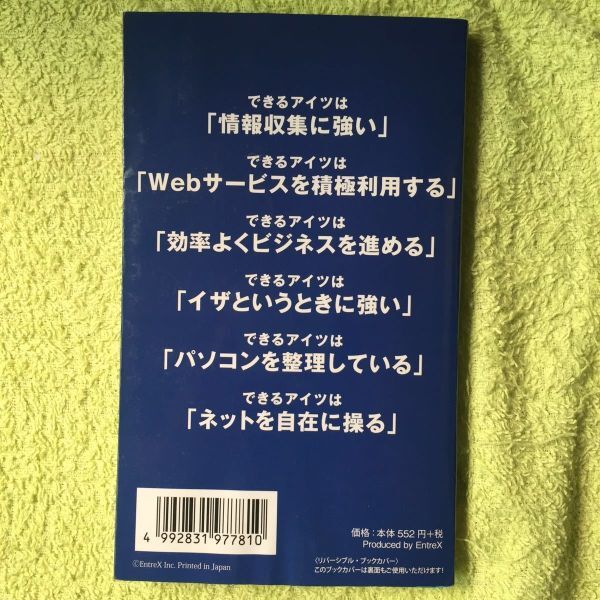 できるアイツは
「情報収集に強い」
できるアイツは
「Webサービスを積極利用する」
できるアイツは
「効率よくビジネスを進める」
できるアイツは
「イザというときに強い」
できるアイツは
「パソコンを整理している」
できるアイツは
「ネットを自在に操る」
4 992831 977810
価格：本体 552 円+税
Produced by EntreX
©EntreX Inc. Printed in Japan
〈リバーシブル・ブックカバー〉
このブックカバーは裏面もご使用いただけます!